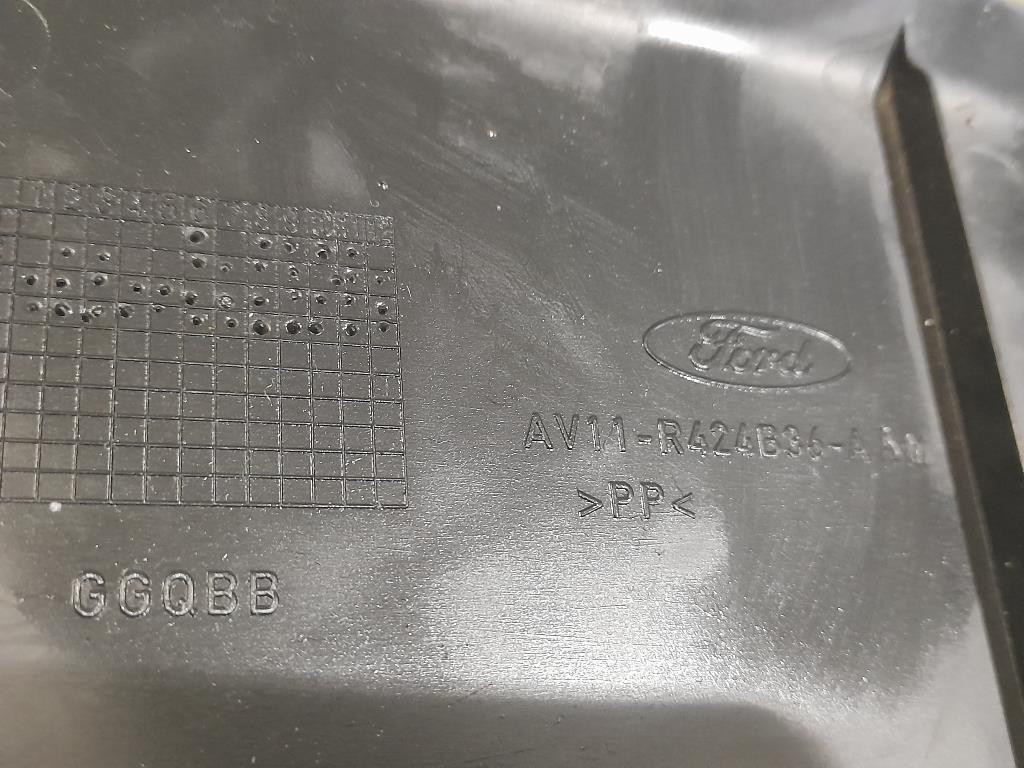 Ford
AV11-R424B36-A
>PP<
GGQBB